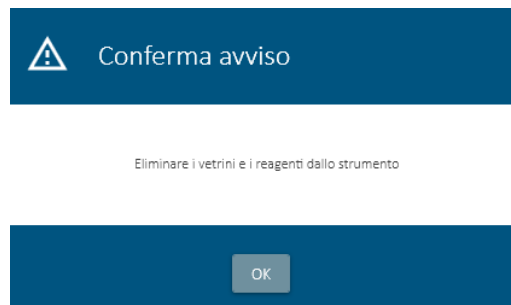 Conferma avviso
Eliminare i vetrini e i reagenti dallo strumento
OK